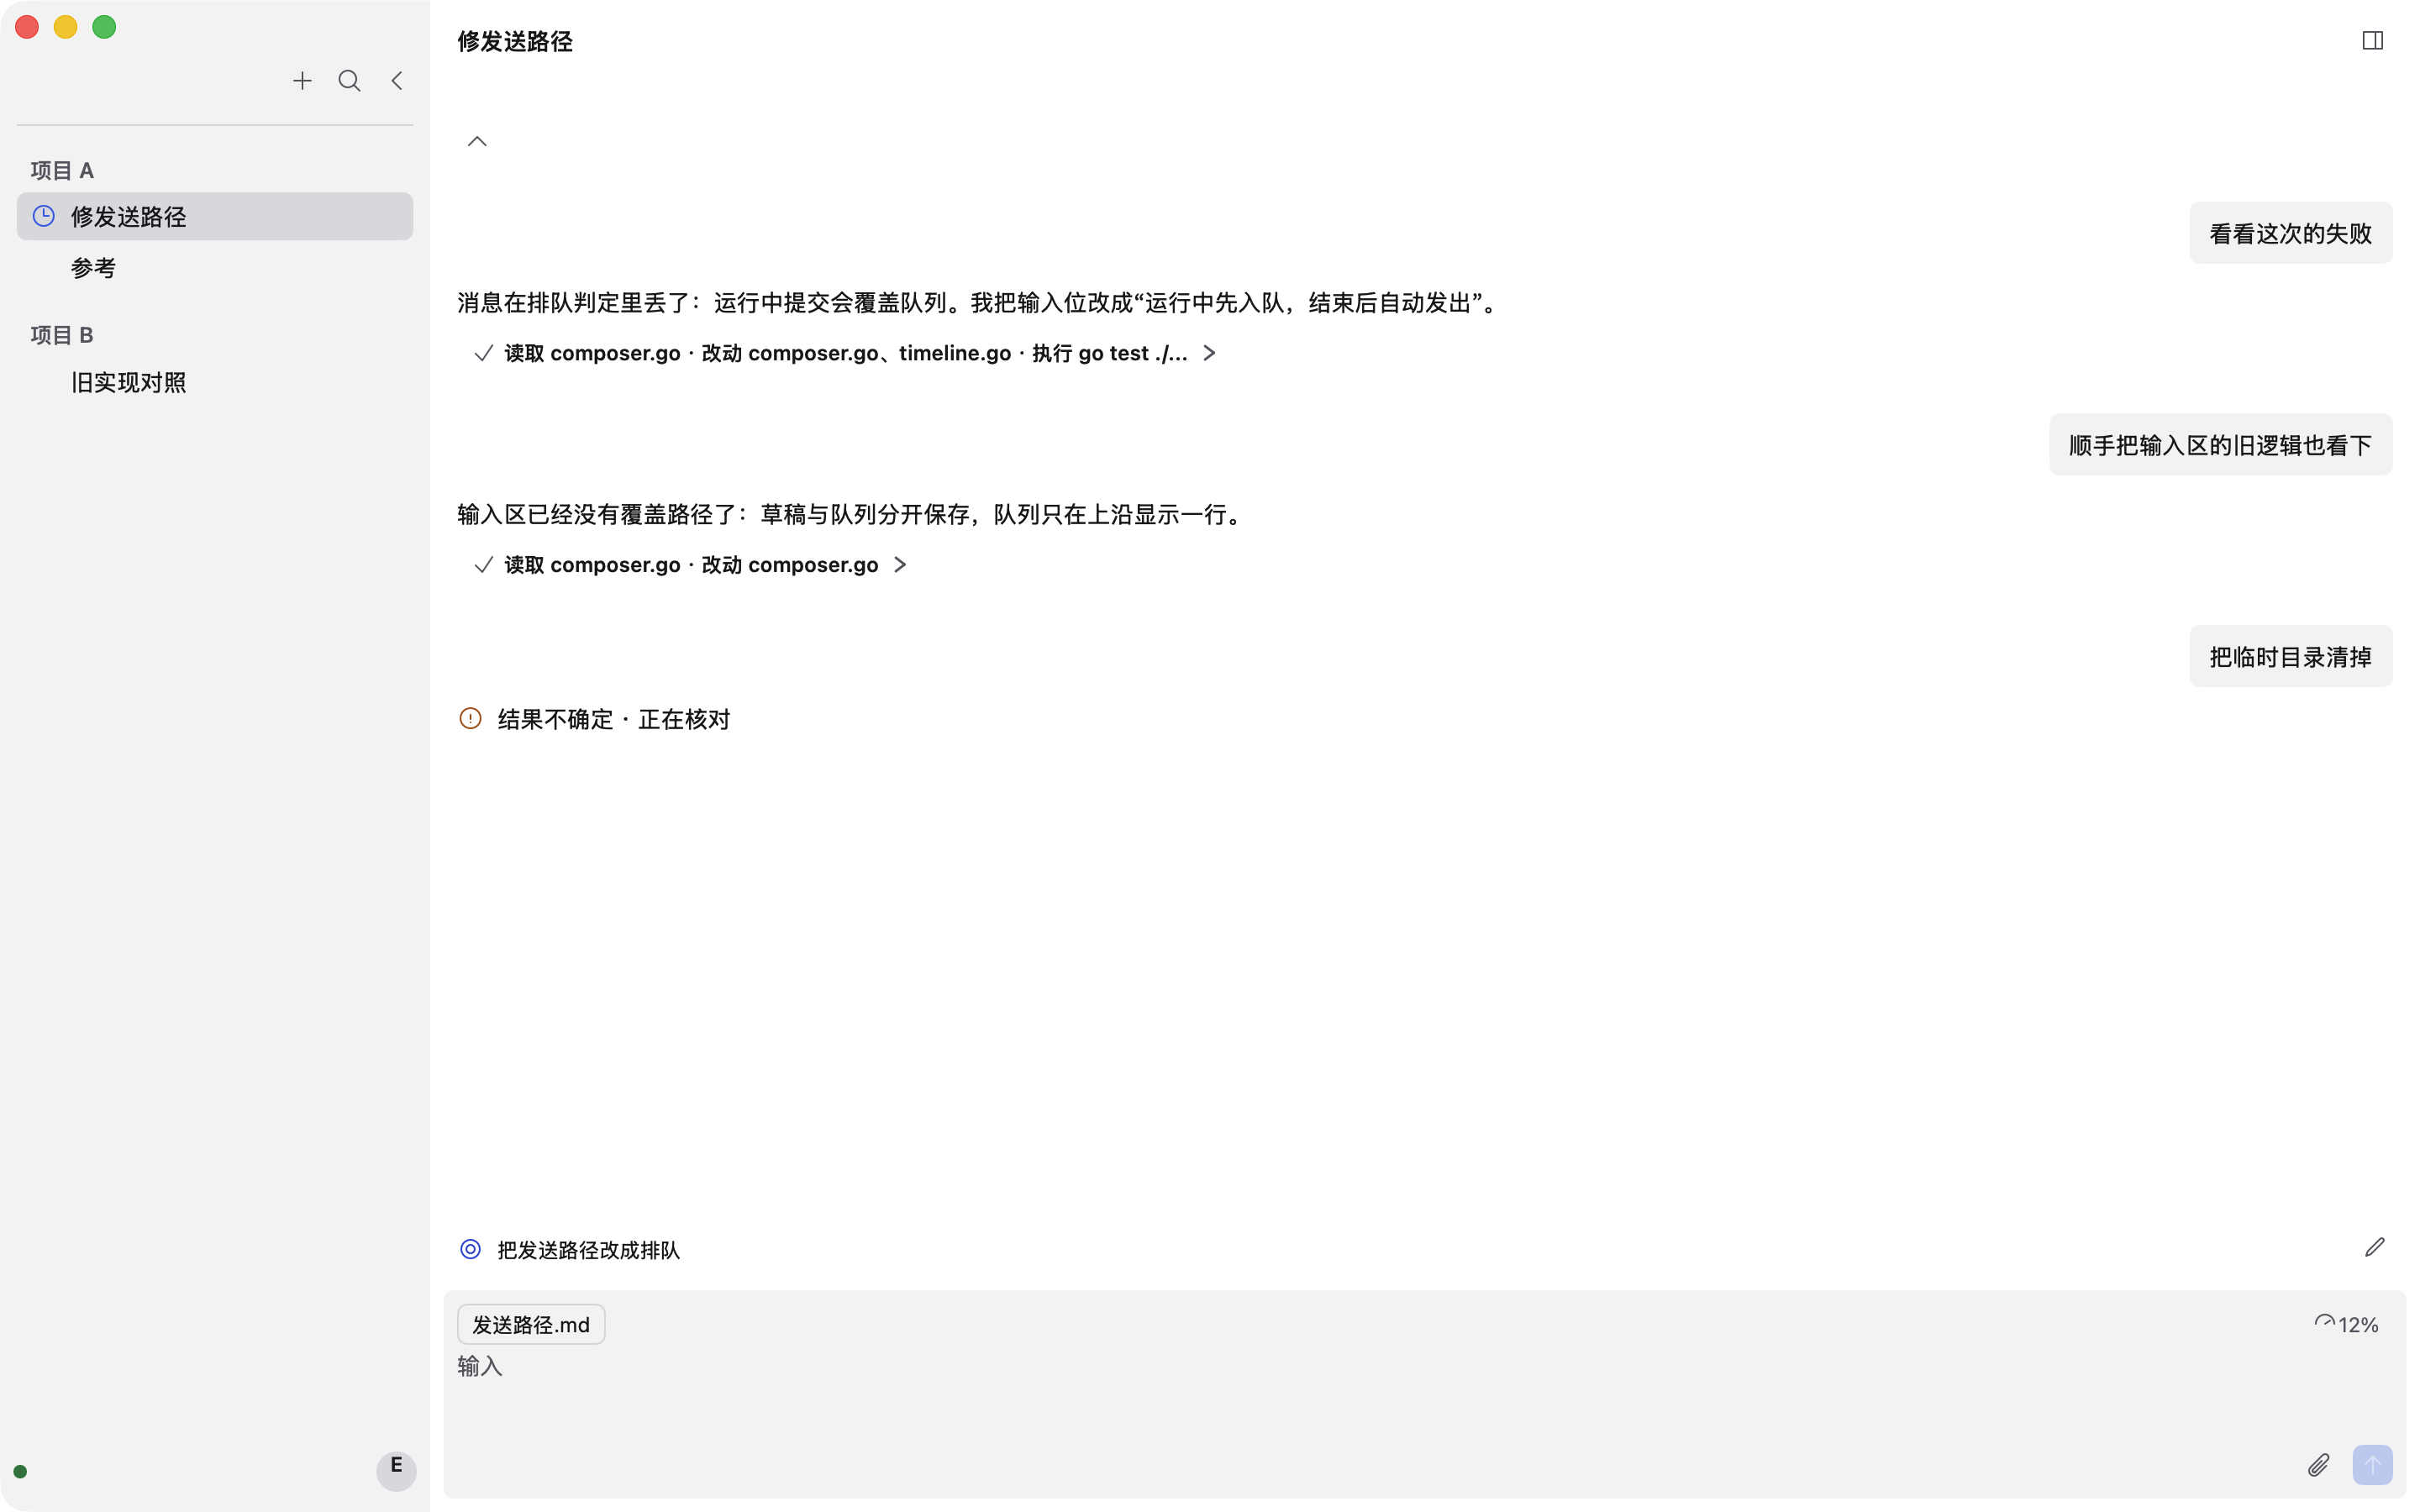 修发送路径
项目 A
修发送路径
参考
项目 B
旧实现对照
E
看看这次的失败
消息在排队判定里丢了：运行中提交会覆盖队列。我把输入位改成“运行中先入队，结束后自动发出”。
读取 composer.go · 改动 composer.go、timeline.go · 执行 go test ./...
顺手把输入区的旧逻辑也看下
输入区已经没有覆盖路径了：草稿与队列分开保存，队列只在上沿显示一行。
读取 composer.go · 改动 composer.go
把临时目录清掉
结果不确定 · 正在核对
把发送路径改成排队
发送路径.md
12%
输入